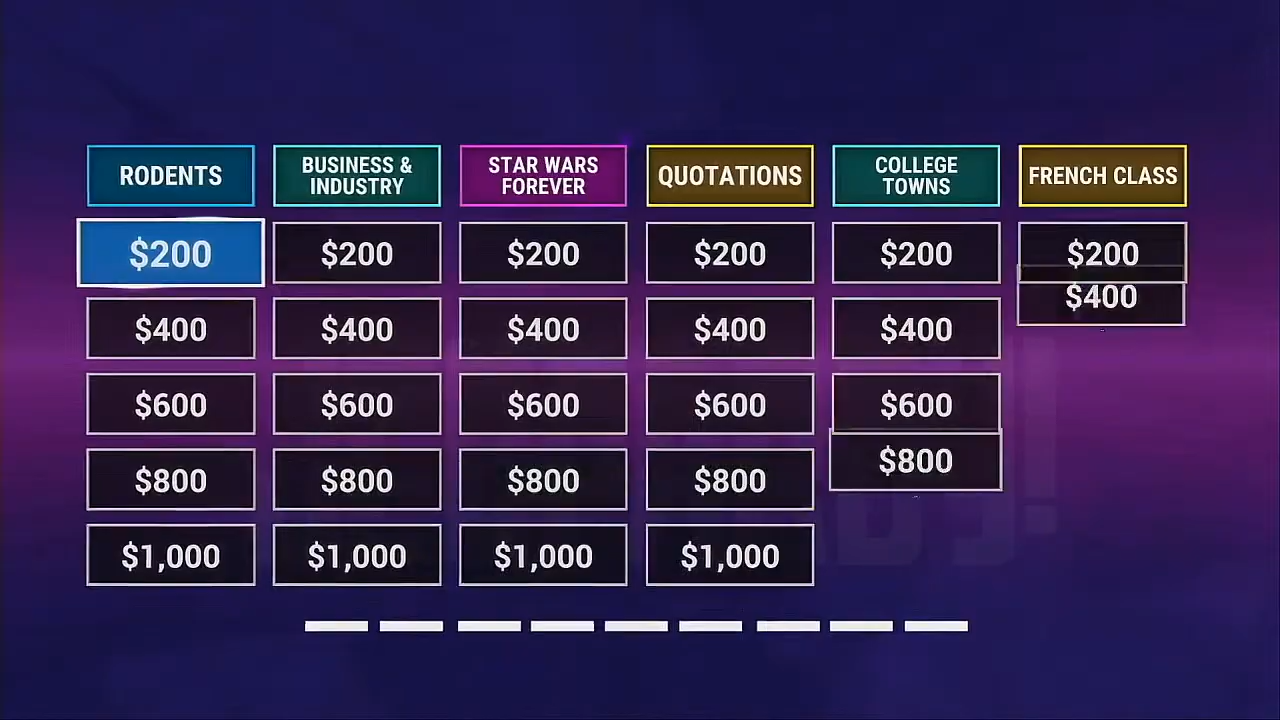 RODENTS
BUSINESS &
INDUSTRY
STAR WARS
FOREVER
QUOTATIONS
COLLEGE
TOWNS
FRENCH CLASS
$200
$200
$200
$200
$200
$200
$400
$400
$400
$400
$400
$400
$600
$600
$600
$600
$600
$800
$800
$800
$800
$800
$1,000
$1,000
$1,000
$1,000